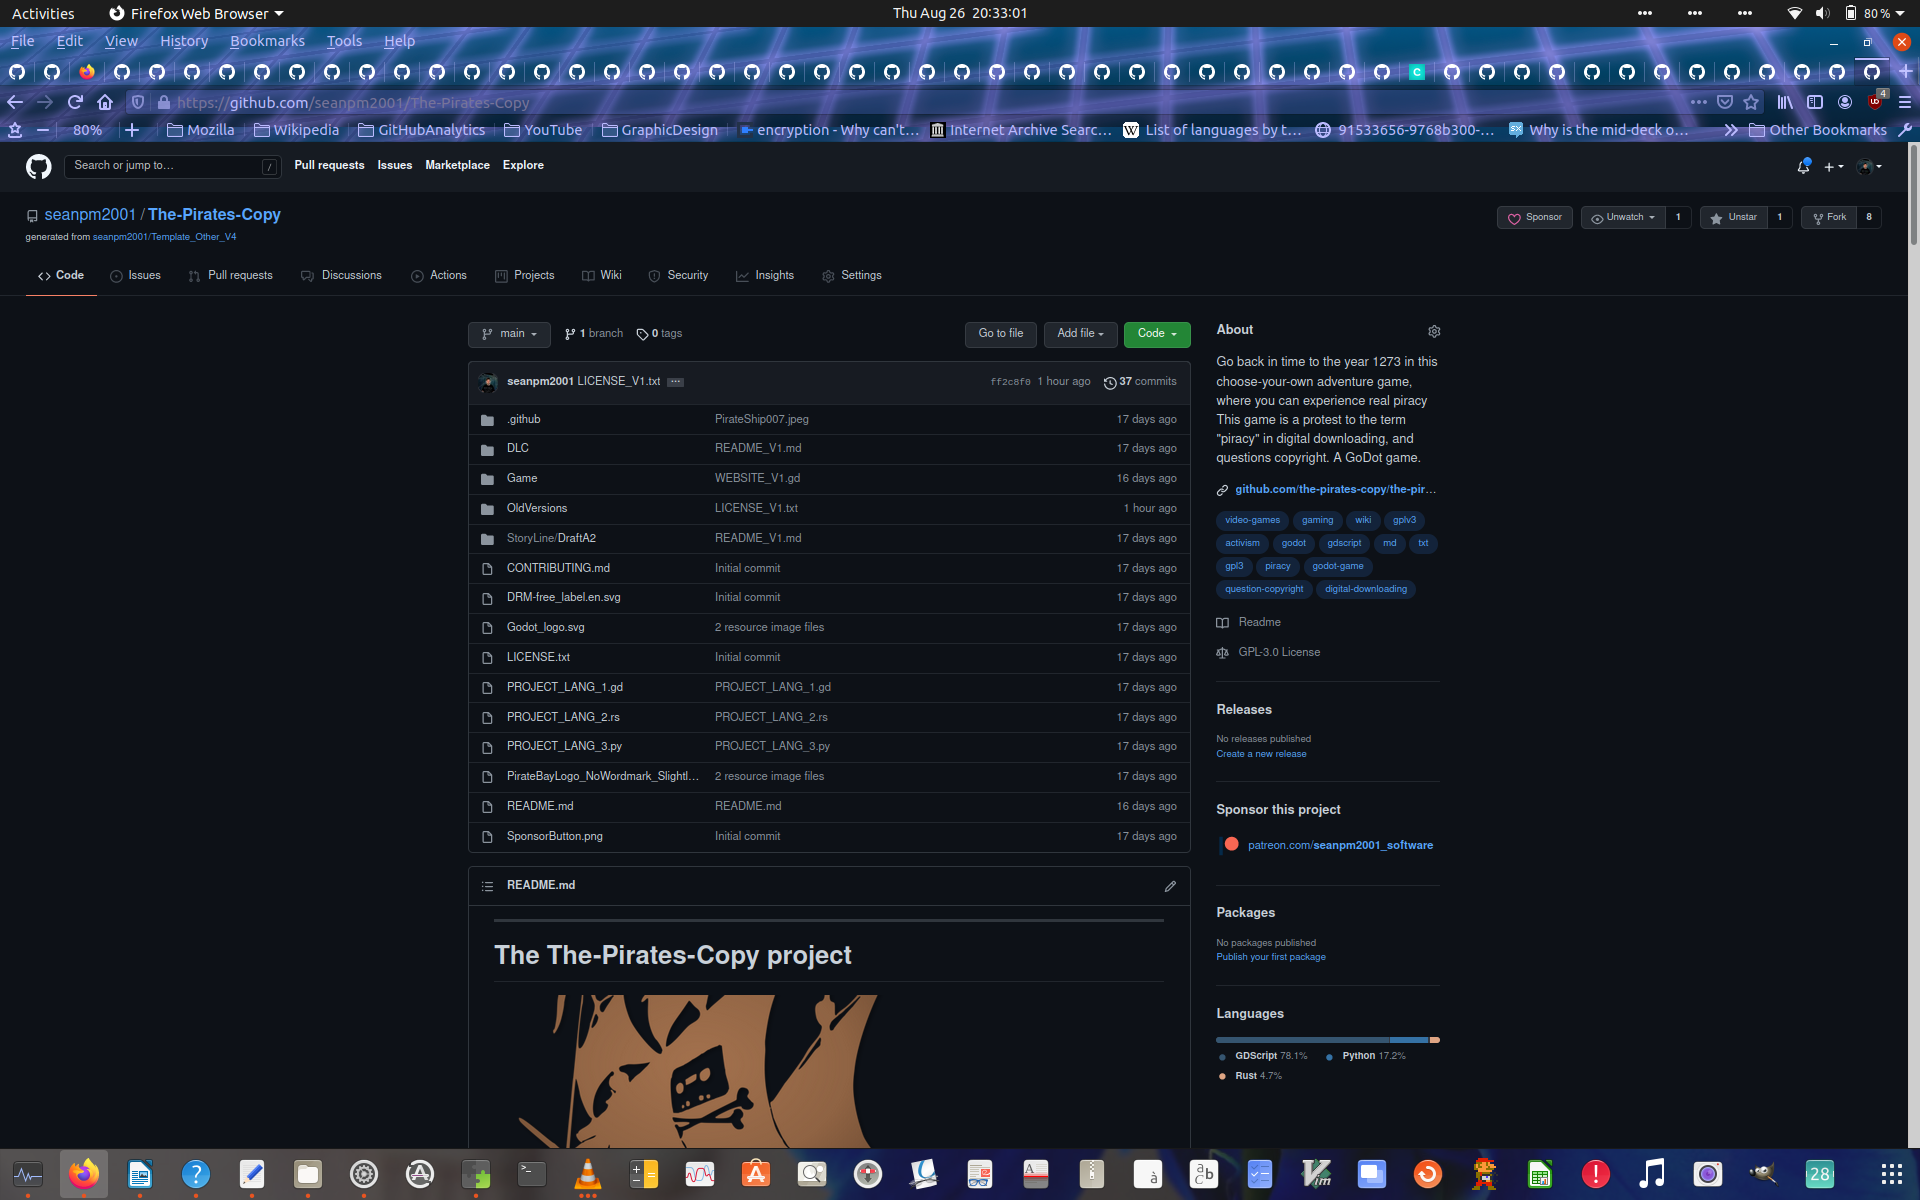 Activities
Firefox Web Browser
Thu Aug 26 20:33:01
80 %
File Edit View History Bookmarks Tools Help
https://github.com/seanpm2001/The-Pirates-Copy
4
80%
Mozilla
Wikipedia
GitHubAnalytics
YouTube
GraphicDesign
encryption - Why can't…
Internet Archive Searc…
List of languages by t…
91533656-9768b300-…
Why is the mid-deck o…
Other Bookmarks
Search or jump to…
/
Pull requests Issues Marketplace Explore
seanpm2001 / The-Pirates-Copy
generated from seanpm2001/Template_Other_V4
Sponsor
Unwatch 1
Unstar 1
Fork 8
Code
Issues
Pull requests
Discussions
Actions
Projects
Wiki
Security
Insights
Settings
main
1 branch
0 tags
Go to file
Add file
Code
seanpm2001 LICENSE_V1.txt
ff2c8f0 1 hour ago
37 commits
.github PirateShip007.jpeg 17 days ago
DLC README_V1.md 17 days ago
Game WEBSITE_V1.gd 16 days ago
OldVersions LICENSE_V1.txt 1 hour ago
StoryLine/DraftA2 README_V1.md 17 days ago
CONTRIBUTING.md Initial commit 17 days ago
DRM-free_label.en.svg Initial commit 17 days ago
Godot_logo.svg 2 resource image files 17 days ago
LICENSE.txt Initial commit 17 days ago
PROJECT_LANG_1.gd PROJECT_LANG_1.gd 17 days ago
PROJECT_LANG_2.rs PROJECT_LANG_2.rs 17 days ago
PROJECT_LANG_3.py PROJECT_LANG_3.py 17 days ago
PirateBayLogo_NoWordmark_Slightl… 2 resource image files 17 days ago
README.md README.md 16 days ago
SponsorButton.png Initial commit 17 days ago
README.md
The The-Pirates-Copy project
About
Go back in time to the year 1273 in this
choose-your-own adventure game,
where you can experience real piracy
This game is a protest to the term
"piracy" in digital downloading, and
questions copyright. A GoDot game.
github.com/the-pirates-copy/the-pir…
video-games gaming wiki gplv3
activism godot gdscript md txt
gpl3 piracy godot-game
question-copyright digital-downloading
Readme
GPL-3.0 License
Releases
No releases published
Create a new release
Sponsor this project
patreon.com/seanpm2001_software
Packages
No packages published
Publish your first package
Languages
GDScript 78.1% Python 17.2%
Rust 4.7%
28